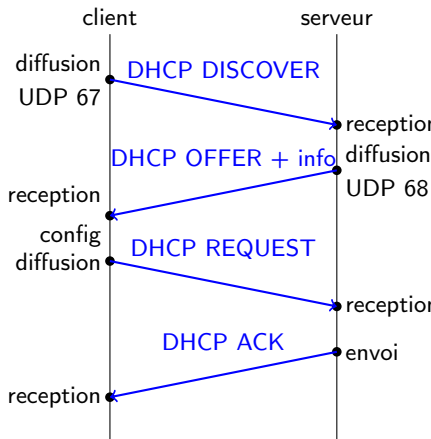 client
serveur
diffusion
UDP 67
DHCP DISCOVER
reception
DHCP OFFER + info
diffusion
UDP 68
reception
config
diffusion
DHCP REQUEST
reception
DHCP ACK
envoi
reception